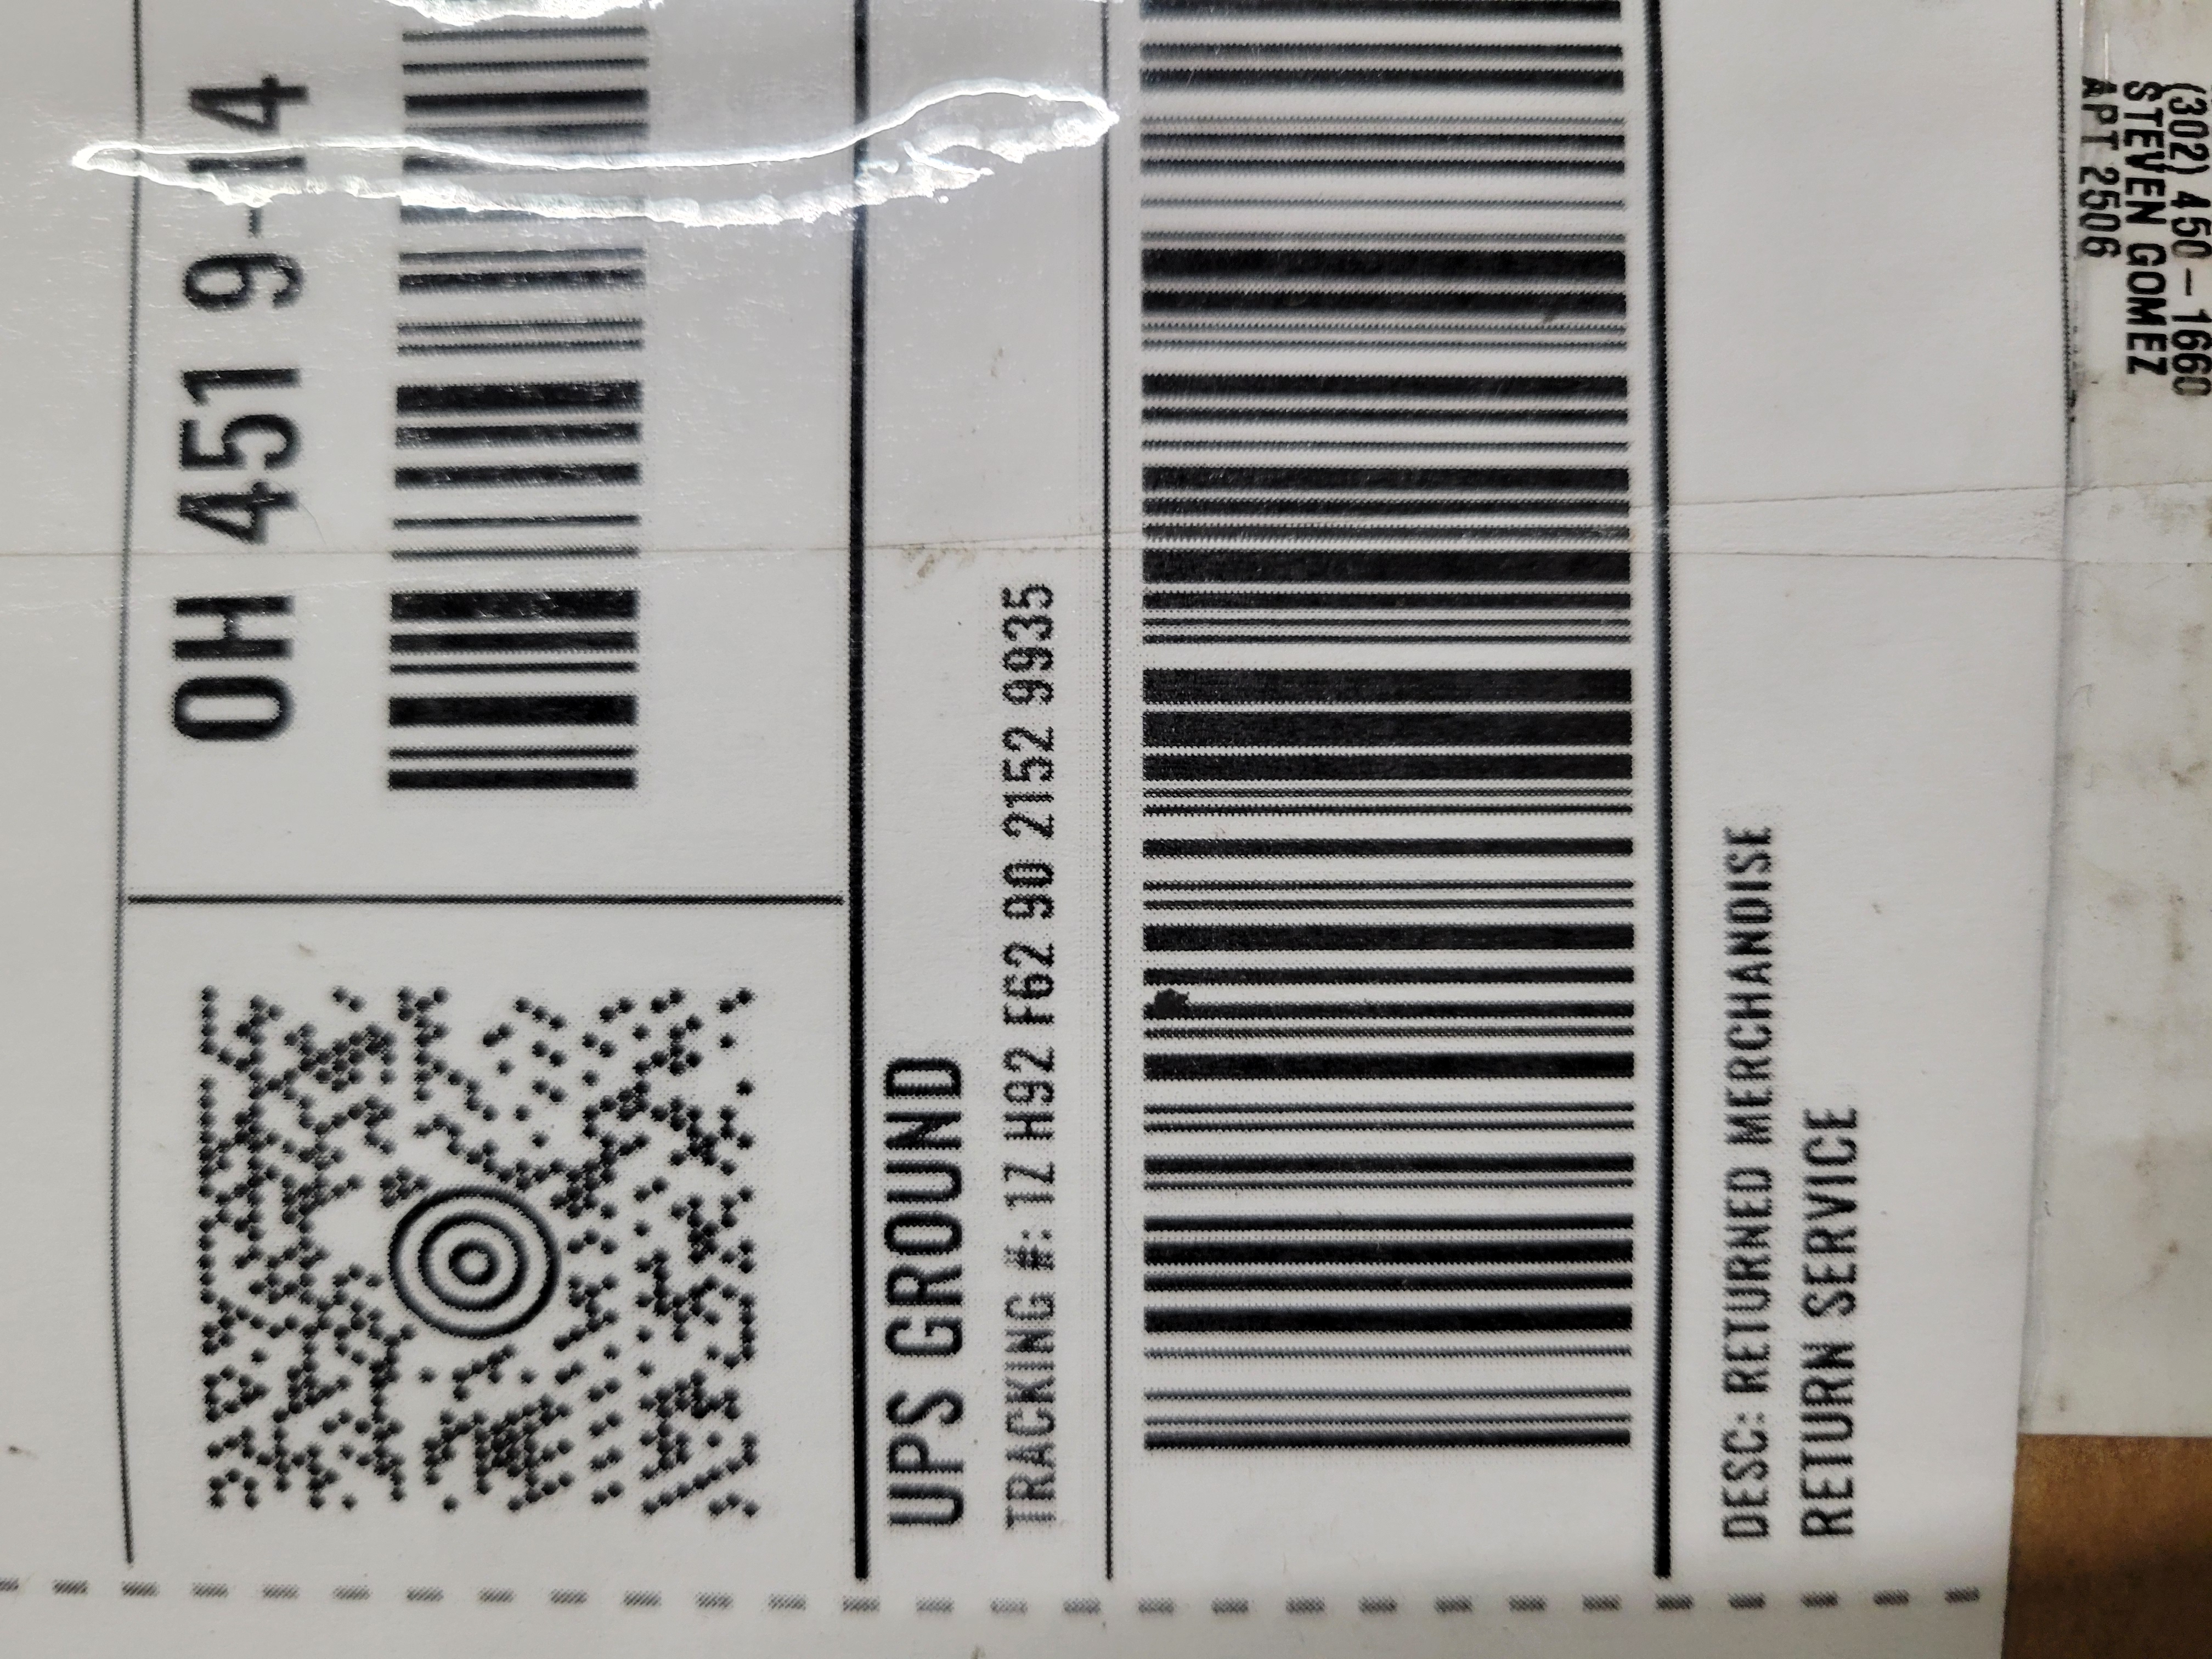 OH 451 9-14
UPS GROUND
TRACKING #: 1Z H92 F62 90 2152 9935
DESC: RETURNED MERCHANDISE
RETURN SERVICE
(302) 450-1660
STEVEN GOMEZ
APT 2506